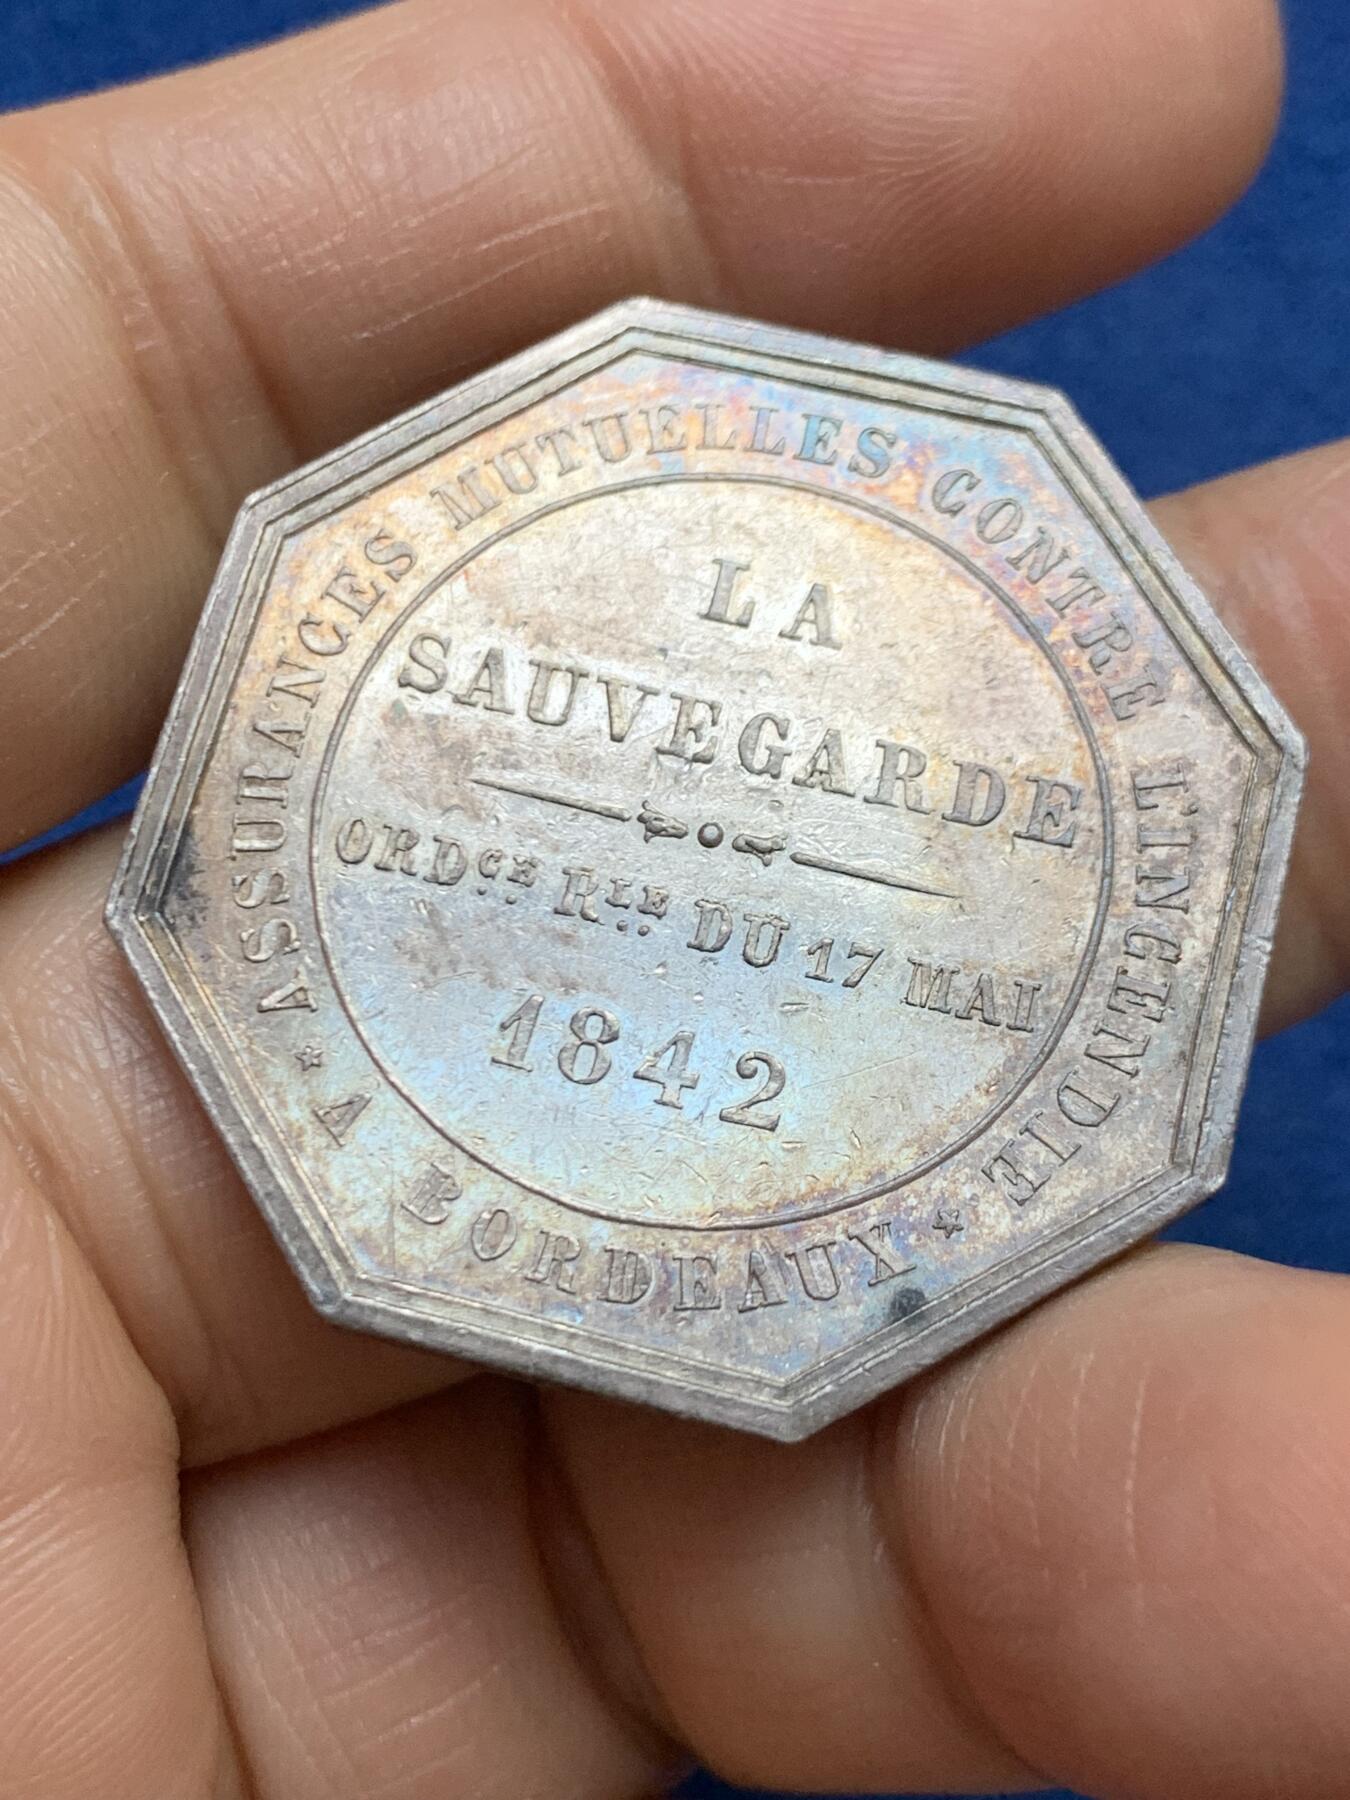 ASSURANCES MUTUELLES CONTRE L'INCENDIE
LA
SAUVEGARDE
ORDCE RLE DU 17 MAI
1842
* A BORDEAUX *